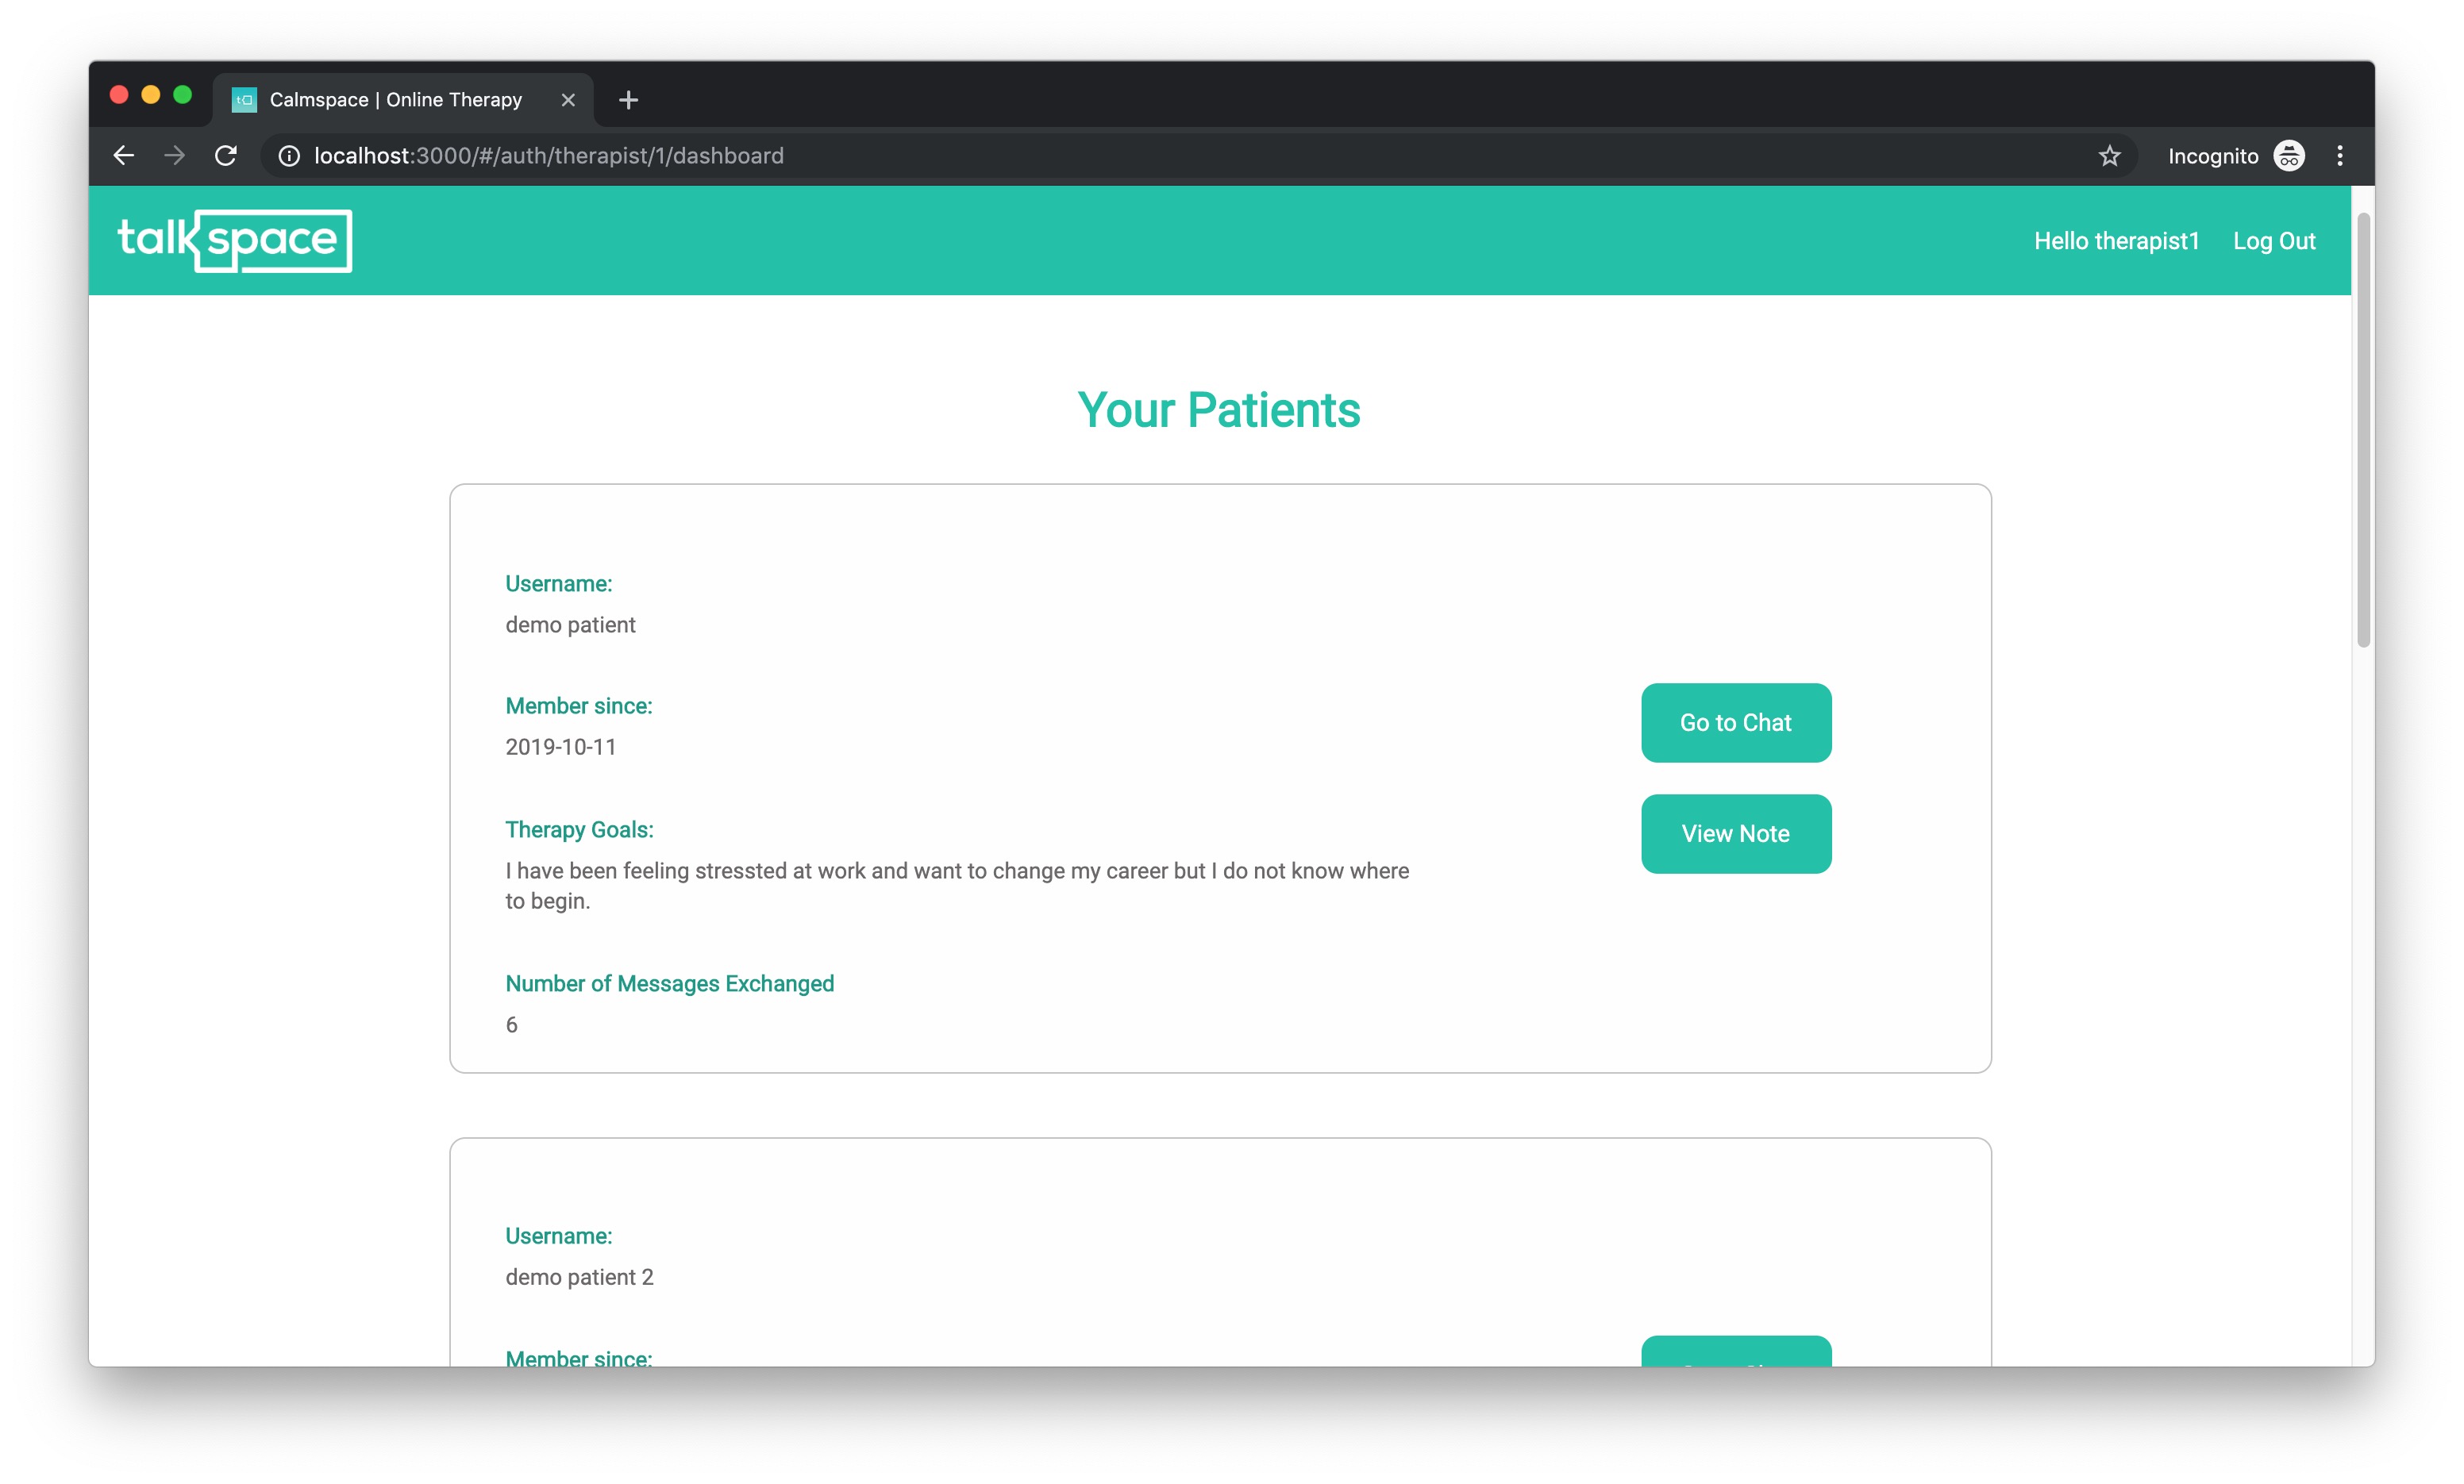 Calmspace | Online Therapy
localhost:3000/#/auth/therapist/1/dashboard
Incognito
talkspace
Hello therapist1
Log Out
Your Patients
Username:
demo patient
Member since:
2019-10-11
Go to Chat
Therapy Goals:
View Note
I have been feeling stressted at work and want to change my career but I do not know where
to begin.
Number of Messages Exchanged
6
Username:
demo patient 2
Member since: